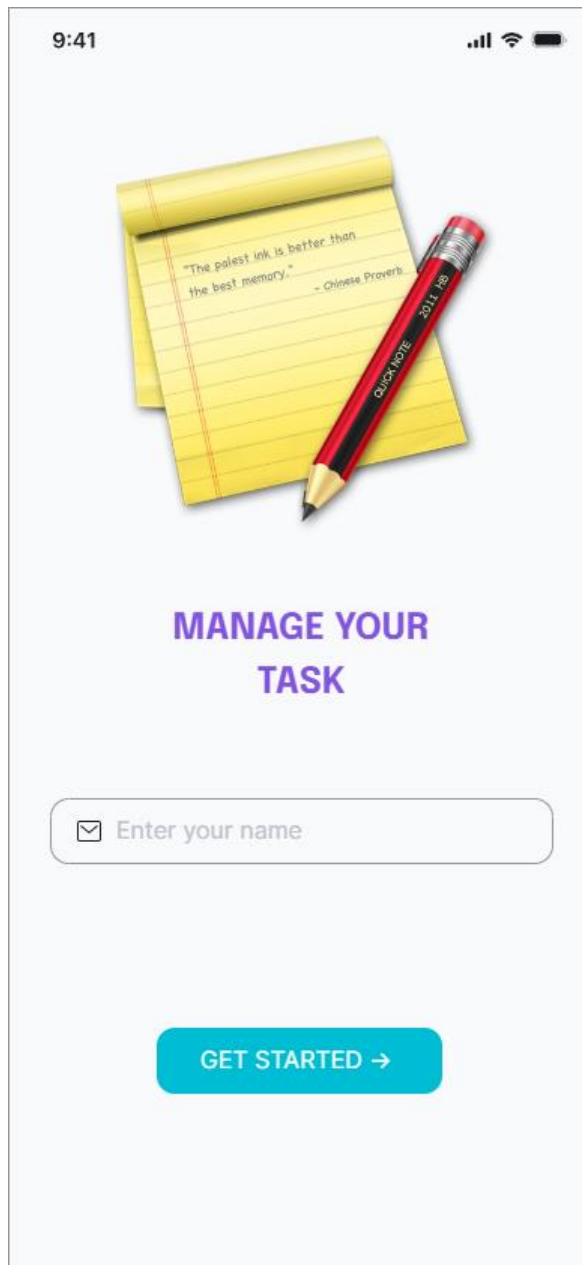 9:41
"The palest ink is better than
the best memory."
- Chinese Proverb
QUICK NOTE 2011 HB
MANAGE YOUR
TASK
Enter your name
GET STARTED →